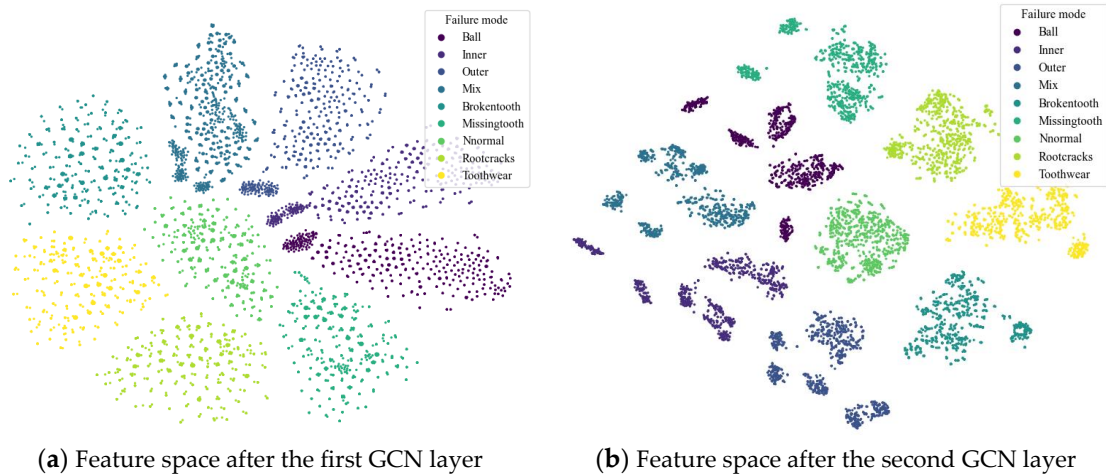 Failure mode
Ball
Inner
Outer
Mix
Brokentooth
Missingtooth
Nnormal
Rootcracks
Toothwear
Failure mode
Ball
Inner
Outer
Mix
Brokentooth
Missingtooth
Nnormal
Rootcracks
Toothwear
(a) Feature space after the first GCN layer
(b) Feature space after the second GCN layer